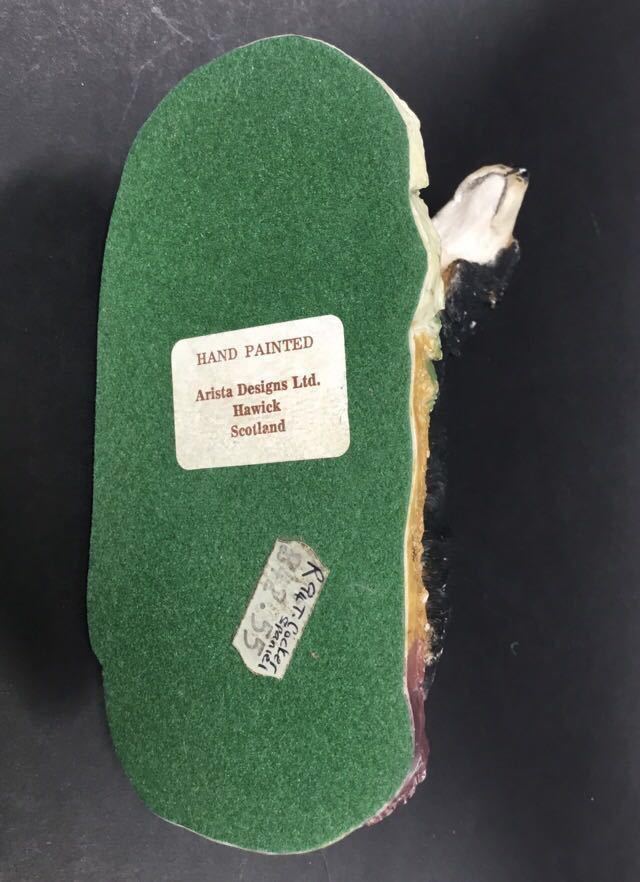 HAND PAINTED
Arista Designs Ltd.
Hawick
Scotland
Cocker
Spaniel